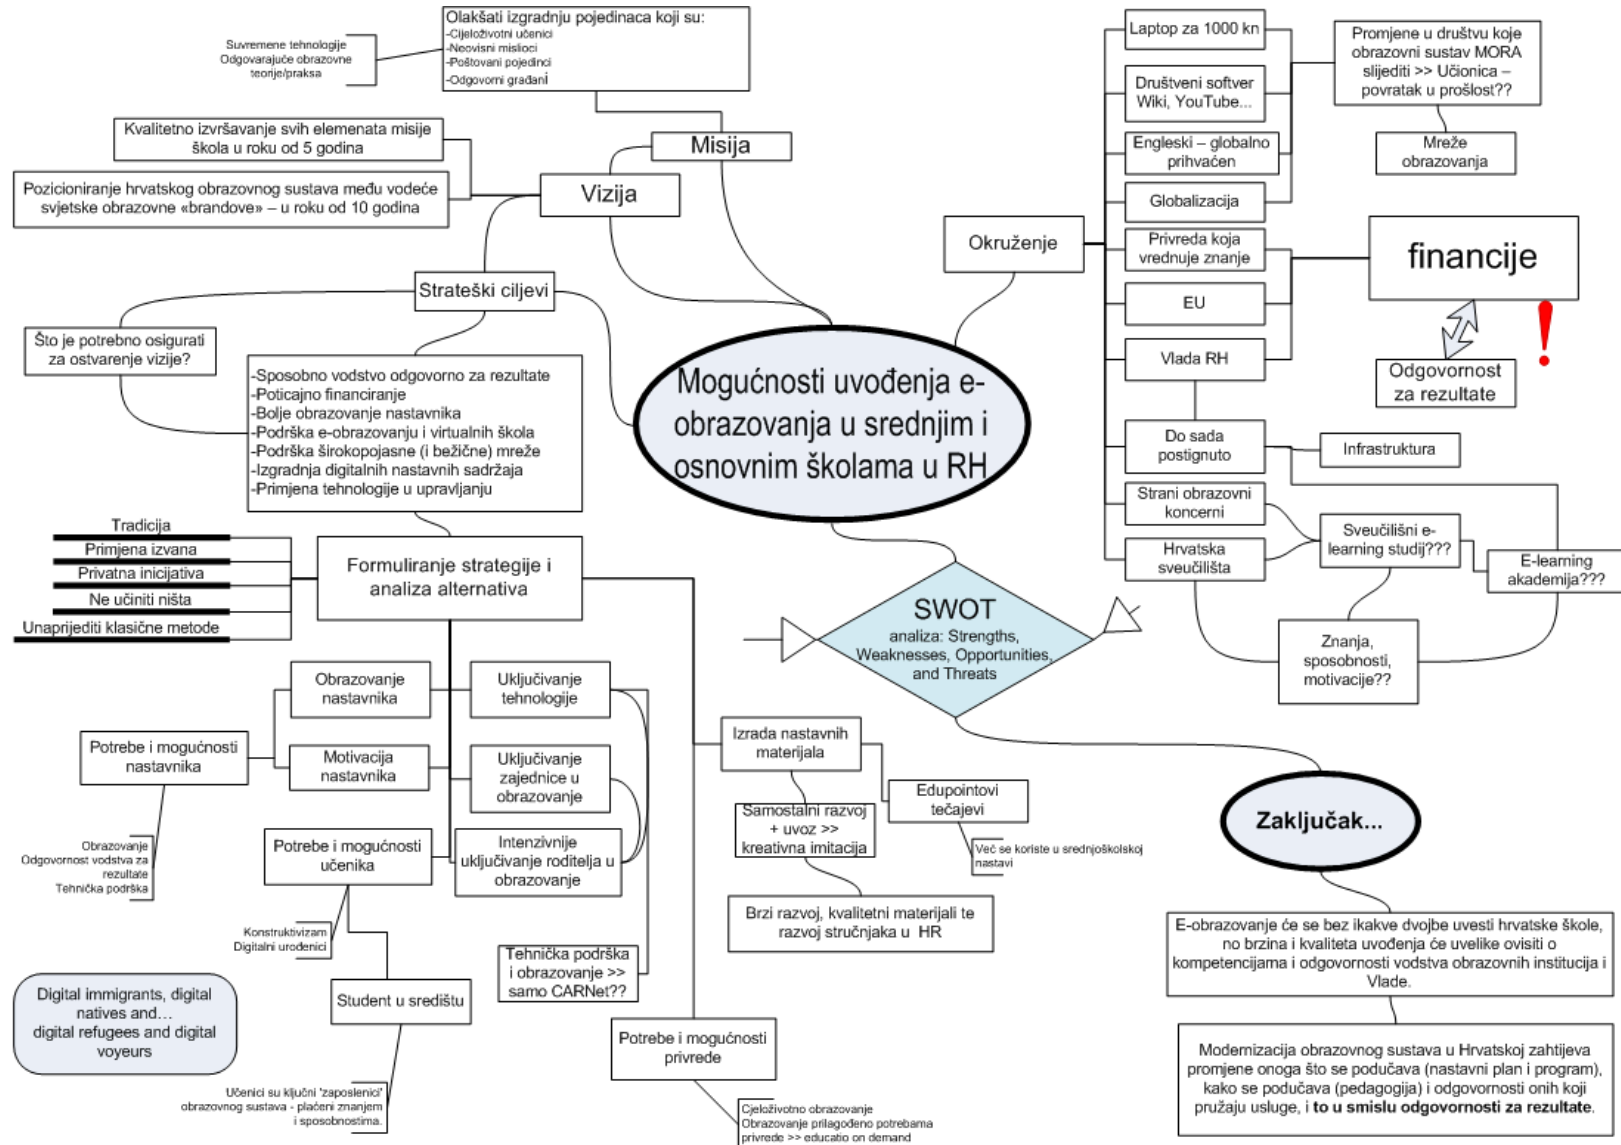 Olakšati izgradnju pojedinaca koji su:
-Cijeloživotni učenici
-Neovisni mislioci
-Poštovani pojedinci
-Odgovorni građani
Suvremene tehnologije
Odgovarajuče obrazovne
teorije/praksa
Kvalitetno izvršavanje svih elemenata misije
škola u roku od 5 godina
Misija
Pozicioniranje hrvatskog obrazovnog sustava među vodeće
svjetske obrazovne «brandove» – u roku od 10 godina
Vizija
Strateški ciljevi
Što je potrebno osigurati
za ostvarenje vizije?
-Sposobno vodstvo odgovorno za rezultate
-Poticajno financiranje
-Bolje obrazovanje nastavnika
-Podrška e-obrazovanju i virtualnih škola
-Podrška širokopojasne (i bežične) mreže
-Izgradnja digitalnih nastavnih sadržaja
-Primjena tehnologije u upravljanju
Mogućnosti uvođenja e-
obrazovanja u srednjim i
osnovnim školama u RH
Okruženje
Laptop za 1000 kn
Društveni softver
Wiki, YouTube...
Engleski – globalno
prihvaćen
Globalizacija
Privreda koja
vrednuje znanje
EU
Vlada RH
Do sada
postignuto
Strani obrazovni
koncerni
Hrvatska
sveučilišta
Promjene u društvu koje
obrazovni sustav MORA
slijediti >> Učionica –
povratak u prošlost??
Mreže
obrazovanja
financije
!
Odgovornost
za rezultate
Infrastruktura
Sveučilišni e-
learning studij???
E-learning
akademija???
Znanja,
sposobnosti,
motivacije??
Tradicija
Primjena izvana
Privatna inicijativa
Ne učiniti ništa
Unaprijediti klasične metode
Formuliranje strategije i
analiza alternativa
SWOT
analiza: Strengths,
Weaknesses, Opportunities,
and Threats
Obrazovanje
nastavnika
Uključivanje
tehnologije
Potrebe i mogućnosti
nastavnika
Motivacija
nastavnika
Uključivanje
zajednice u
obrazovanje
Obrazovanje
Odgovornost vodstva za
rezultate
Tehnička podrška
Potrebe i mogućnosti
učenika
Intenzivnije
uključivanje roditelja u
obrazovanje
Konstruktivizam
Digitalni urođenici
Tehnička podrška
i obrazovanje >>
samo CARNet??
Student u središtu
Učenici su ključni 'zaposlenici'
obrazovnog sustava - plaćeni znanjem
i sposobnostima.
Digital immigrants, digital
natives and…
digital refugees and digital
voyeurs
Izrada nastavnih
materijala
Edupointovi
tečajevi
Samostalni razvoj
+ uvoz >>
kreativna imitacija
Već se koriste u srednjoškolskoj
nastavi
Brzi razvoj, kvalitetni materijali te
razvoj stručnjaka u HR
Potrebe i mogućnosti
privrede
Cjeloživotno obrazovanje
Obrazovanje prilagođeno potrebama
privrede >> educatio on demand
Zaključak...
E-obrazovanje će se bez ikakve dvojbe uvesti hrvatske škole,
no brzina i kvaliteta uvođenja će uvelike ovisiti o
kompetencijama i odgovornosti vodstva obrazovnih institucija i
Vlade.
Modernizacija obrazovnog sustava u Hrvatskoj zahtijeva
promjene onoga što se podučava (nastavni plan i program),
kako se podučava (pedagogija) i odgovornosti onih koji
pružaju usluge, i to u smislu odgovornosti za rezultate.